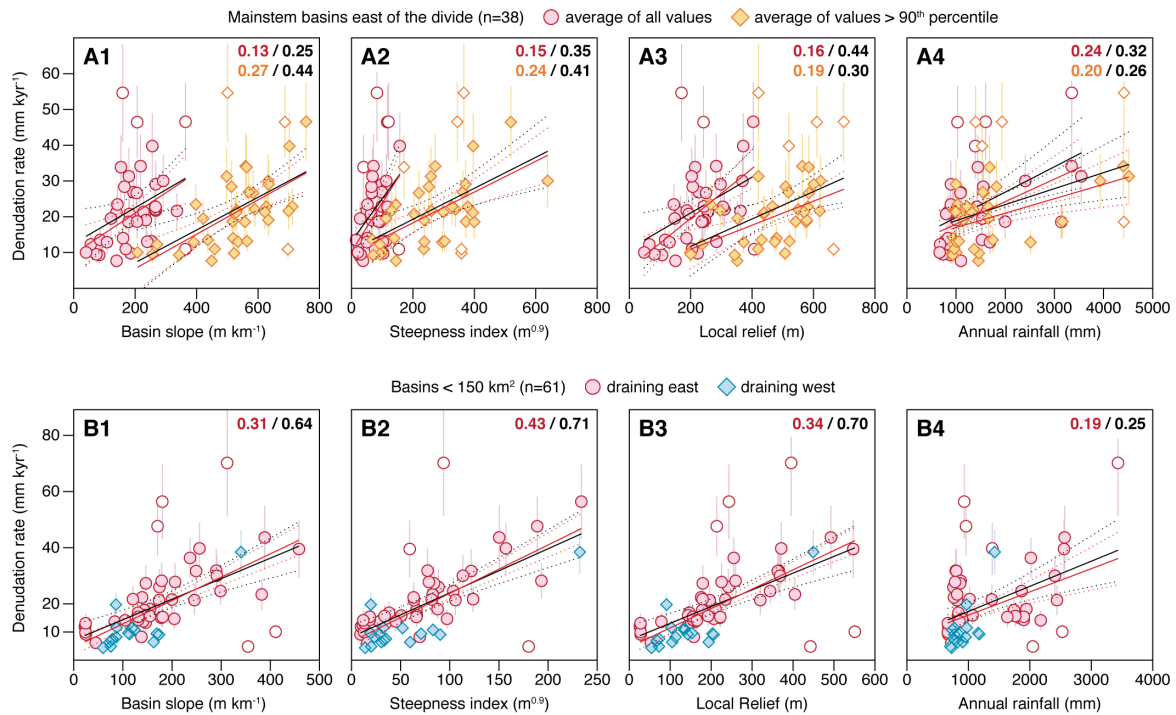 Mainstem basins east of the divide (n=38) average of all values average of values > 90th percentile
A1 0.13 / 0.25
0.27 / 0.44
A2 0.15 / 0.35
0.24 / 0.41
A3 0.16 / 0.44
0.19 / 0.30
A4 0.24 / 0.32
0.20 / 0.26
Denudation rate (mm kyr⁻¹)
60
50
40
30
20
10
0 200 400 600 800
Basin slope (m km⁻¹)
0 200 400 600 800
Steepness index (m⁰·⁹)
0 200 400 600 800
Local relief (m)
0 1000 2000 3000 4000 5000
Annual rainfall (mm)
Basins < 150 km² (n=61) draining east draining west
B1 0.31 / 0.64
B2 0.43 / 0.71
B3 0.34 / 0.70
B4 0.19 / 0.25
Denudation rate (mm kyr⁻¹)
80
60
40
20
10
0 100 200 300 400 500
Basin slope (m km⁻¹)
0 50 100 150 200 250
Steepness index (m⁰·⁹)
0 100 200 300 400 500 600
Local Relief (m)
0 1000 2000 3000 4000
Annual rainfall (mm)